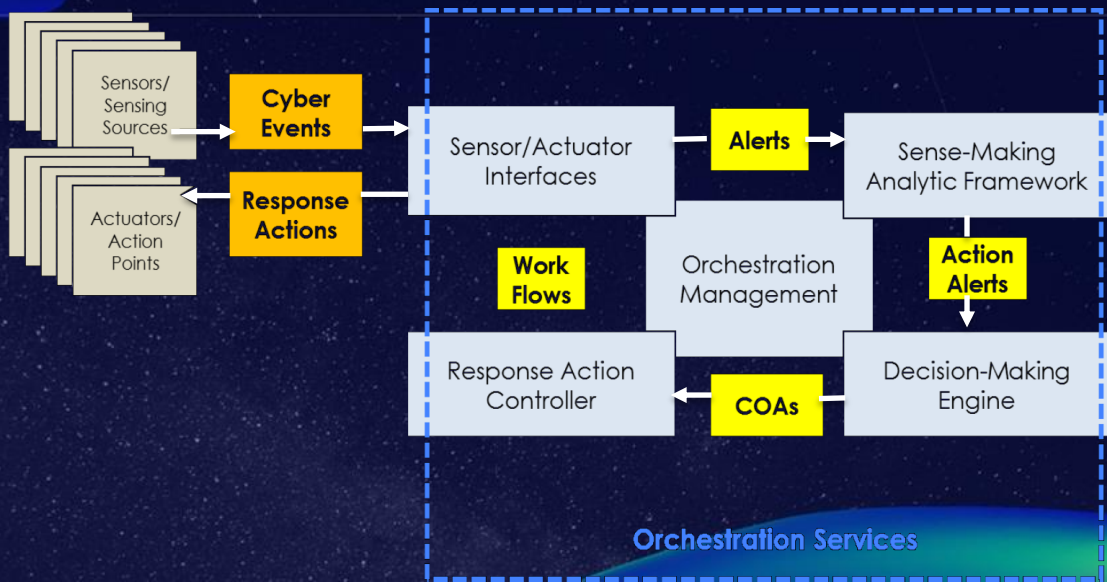 Sensors/
Sensing
Sources
Cyber
Events
Sensor/Actuator
Interfaces
Alerts
Sense-Making
Analytic Framework
Actuators/
Action
Points
Response
Actions
Work
Flows
Orchestration
Management
Action
Alerts
Response Action
Controller
COAs
Decision-Making
Engine
Orchestration Services